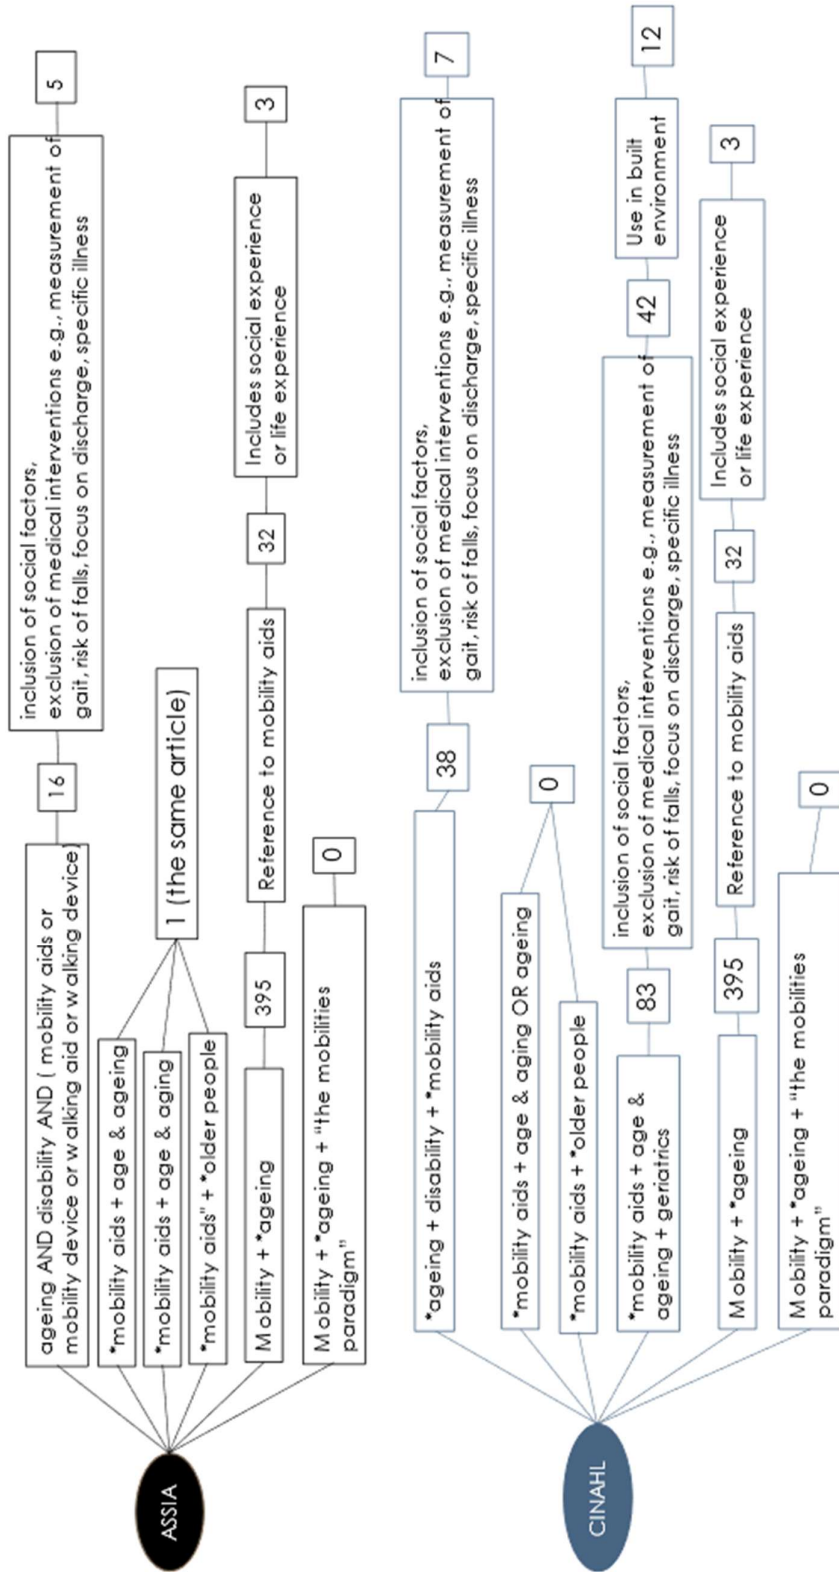 ASSIA
ageing AND disability AND ( mobility aids or
mobility device or walking aid or walking device)
16
inclusion of social factors,
exclusion of medical interventions e.g., measurement of
gait, risk of falls, focus on discharge, specific illness
5
*mobility aids + age & ageing
*mobility aids + age & aging
*mobility aids" + *older people
1 (the same article)
Mobility + *ageing
395
Reference to mobility aids
32
Includes social experience
or life experience
3
Mobility + *ageing + "the mobilities
paradigm"
0
CINAHL
*ageing + disability + *mobility aids
38
inclusion of social factors,
exclusion of medical interventions e.g., measurement of
gait, risk of falls, focus on discharge, specific illness
7
*mobility aids + age & aging OR ageing
*mobility aids + *older people
0
*mobility aids + age &
ageing + geriatrics
83
inclusion of social factors,
exclusion of medical interventions e.g., measurement of
gait, risk of falls, focus on discharge, specific illness
42
Use in built
environment
12
Mobility + *ageing
395
Reference to mobility aids
32
Includes social experience
or life experience
3
Mobility + *ageing + "the mobilities
paradigm"
0